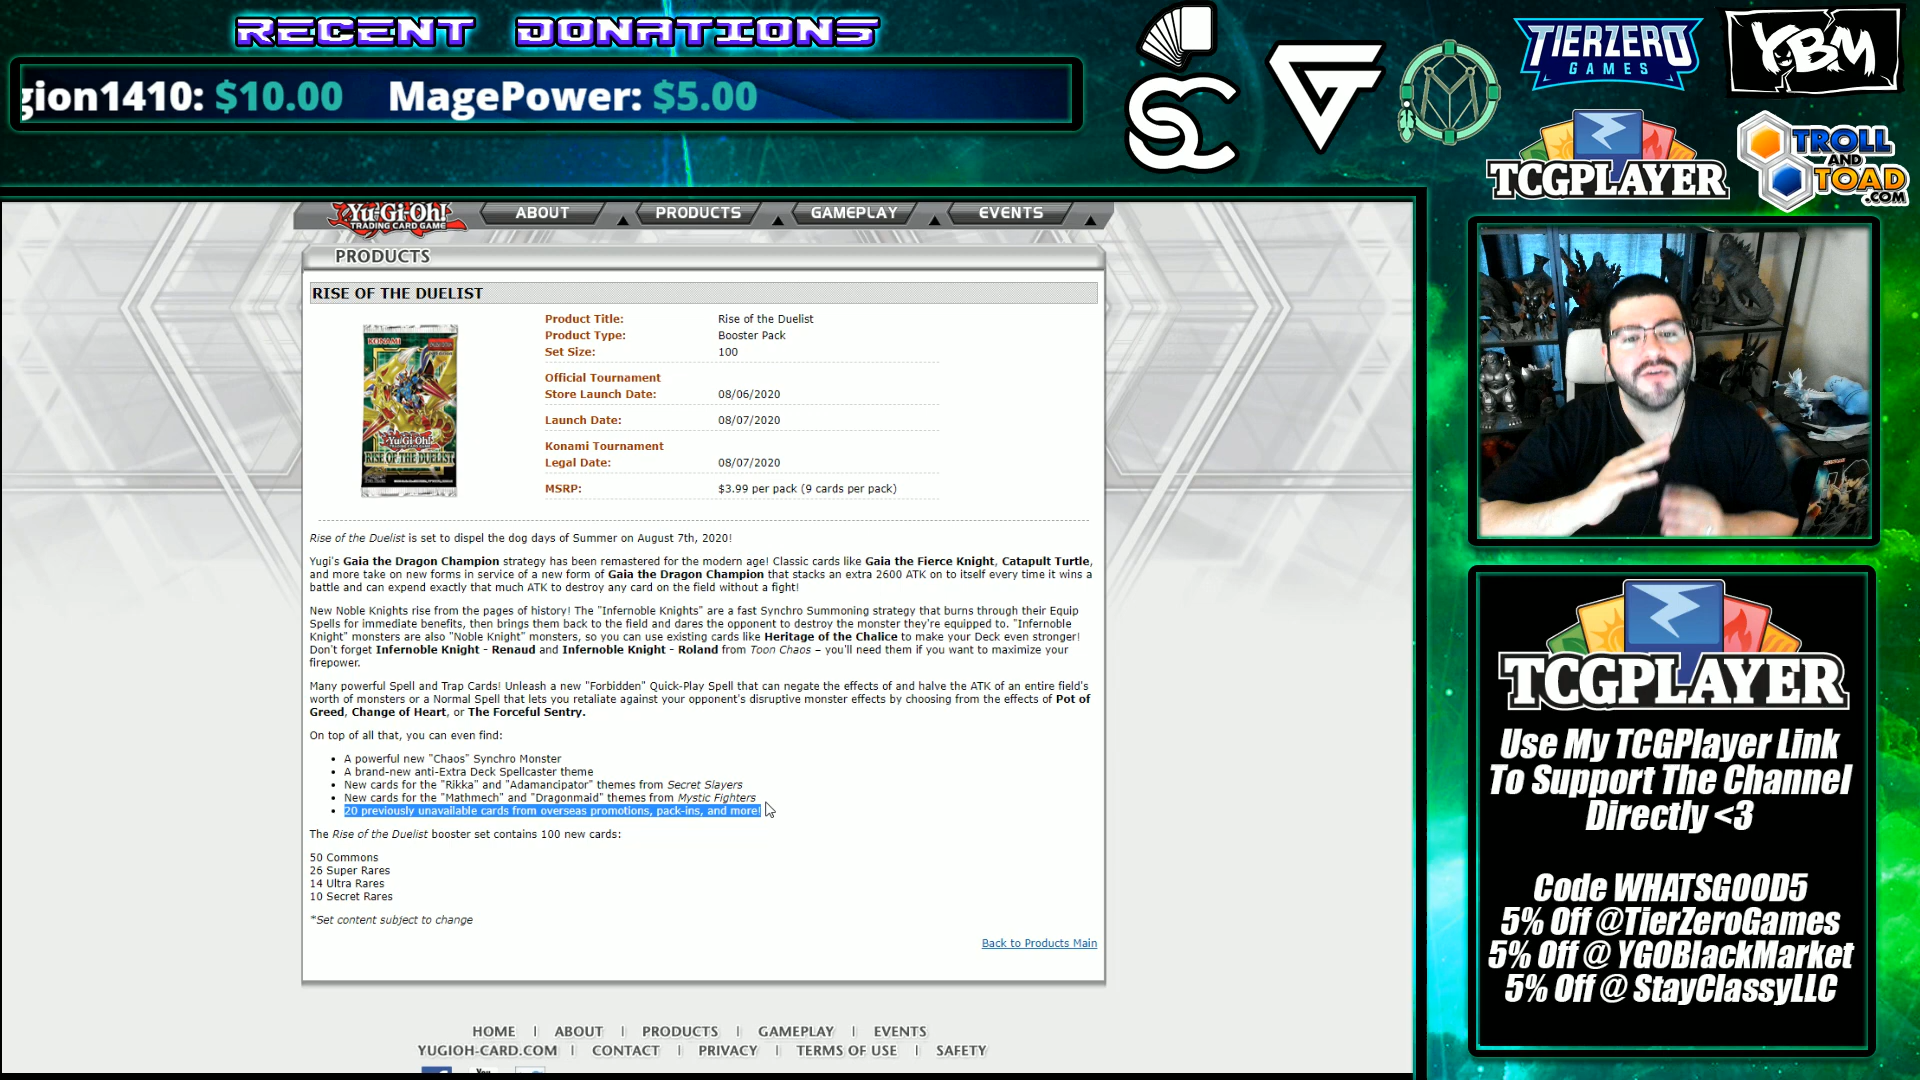 RECENT DONATIONS
gion1410: $10.00 MagePower: $5.00
SC
TIERZERO
GAMES
YBM
TCGPLAYER
TROLL
AND
TOAD
.COM
Yu-Gi-Oh!
TRADING CARD GAME
ABOUT
PRODUCTS
GAMEPLAY
EVENTS
PRODUCTS
RISE OF THE DUELIST
KONAMI
Yu-Gi-Oh!
RISE OF THE DUELIST
Product Title: Rise of the Duelist
Product Type: Booster Pack
Set Size: 100
Official Tournament
Store Launch Date: 08/06/2020
Launch Date: 08/07/2020
Konami Tournament
Legal Date: 08/07/2020
MSRP: $3.99 per pack (9 cards per pack)
Rise of the Duelist is set to dispel the dog days of Summer on August 7th, 2020!
Yugi's Gaia the Dragon Champion strategy has been remastered for the modern age! Classic cards like Gaia the Fierce Knight, Catapult Turtle,
and more take on new forms in service of a new form of Gaia the Dragon Champion that stacks an extra 2600 ATK on to itself every time it wins a
battle and can expend exactly that much ATK to destroy any card on the field without a fight!
New Noble Knights rise from the pages of history! The "Infernoble Knights" are a fast Synchro Summoning strategy that burns through their Equip
Spells for immediate benefits, then brings them back to the field and dares the opponent to destroy the monster they're equipped to. "Infernoble
Knight" monsters are also "Noble Knight" monsters, so you can use existing cards like Heritage of the Chalice to make your Deck even stronger!
Don't forget Infernoble Knight - Renaud and Infernoble Knight - Roland from Toon Chaos – you'll need them if you want to maximize your
firepower.
Many powerful Spell and Trap Cards! Unleash a new "Forbidden" Quick-Play Spell that can negate the effects of and halve the ATK of an entire field's
worth of monsters or a Normal Spell that lets you retaliate against your opponent's disruptive monster effects by choosing from the effects of Pot of
Greed, Change of Heart, or The Forceful Sentry.
On top of all that, you can even find:
• A powerful new "Chaos" Synchro Monster
• A brand-new anti-Extra Deck Spellcaster theme
• New cards for the "Rikka" and "Adamancipator" themes from Secret Slayers
• New cards for the "Mathmech" and "Dragonmaid" themes from Mystic Fighters
• 20 previously unavailable cards from overseas promotions, pack-ins, and more!
The Rise of the Duelist booster set contains 100 new cards:
50 Commons
26 Super Rares
14 Ultra Rares
10 Secret Rares
*Set content subject to change
Back to Products Main
HOME | ABOUT | PRODUCTS | GAMEPLAY | EVENTS
YUGIOH-CARD.COM | CONTACT | PRIVACY | TERMS OF USE | SAFETY
You
TCGPLAYER
Use My TCGPlayer Link
To Support The Channel
Directly <3
Code WHATSGOOD5
5% Off @TierZeroGames
5% Off @ YGOBlackMarket
5% Off @ StayClassyLLC